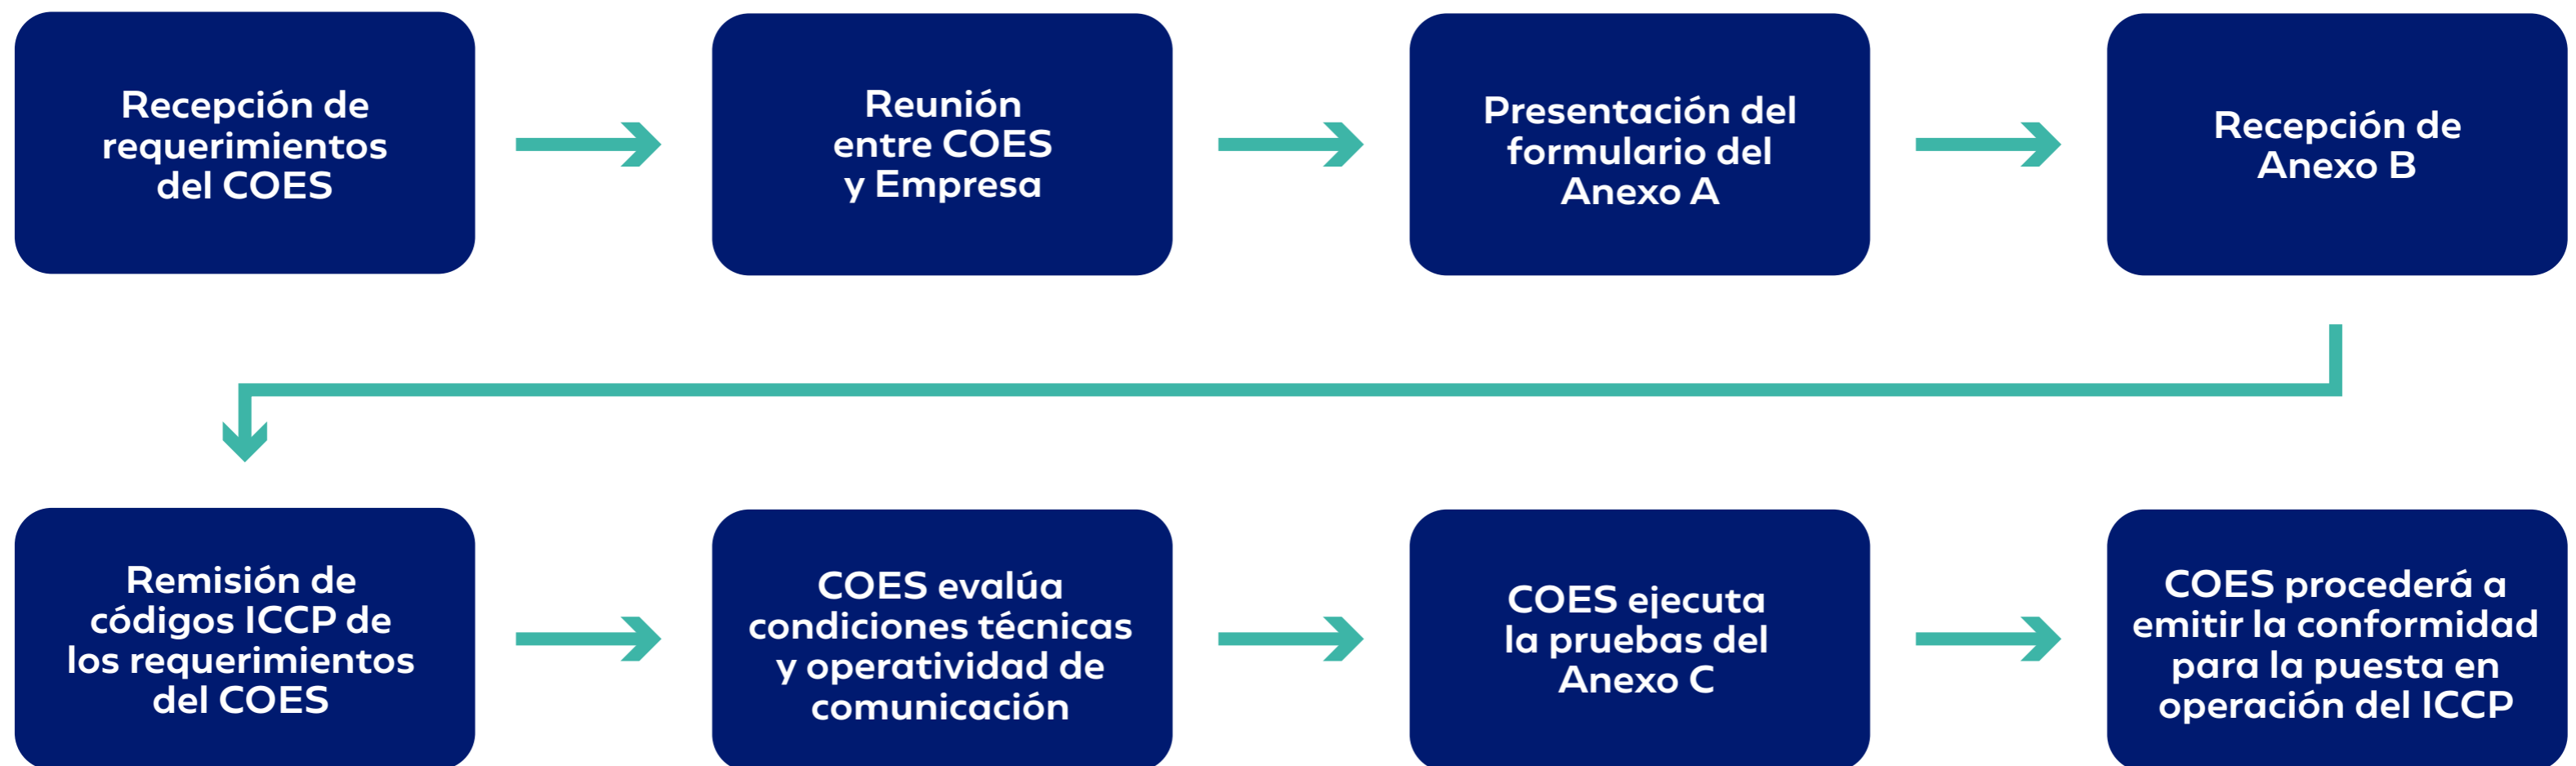 Recepción de
requerimientos
del COES
Reunión
entre COES
y Empresa
Presentación del
formulario del
Anexo A
Recepción de
Anexo B
Remisión de
códigos ICCP de
los requerimientos
del COES
COES evalúa
condiciones técnicas
y operatividad de
comunicación
COES ejecuta
la pruebas del
Anexo C
COES procederá a
emitir la conformidad
para la puesta en
operación del ICCP